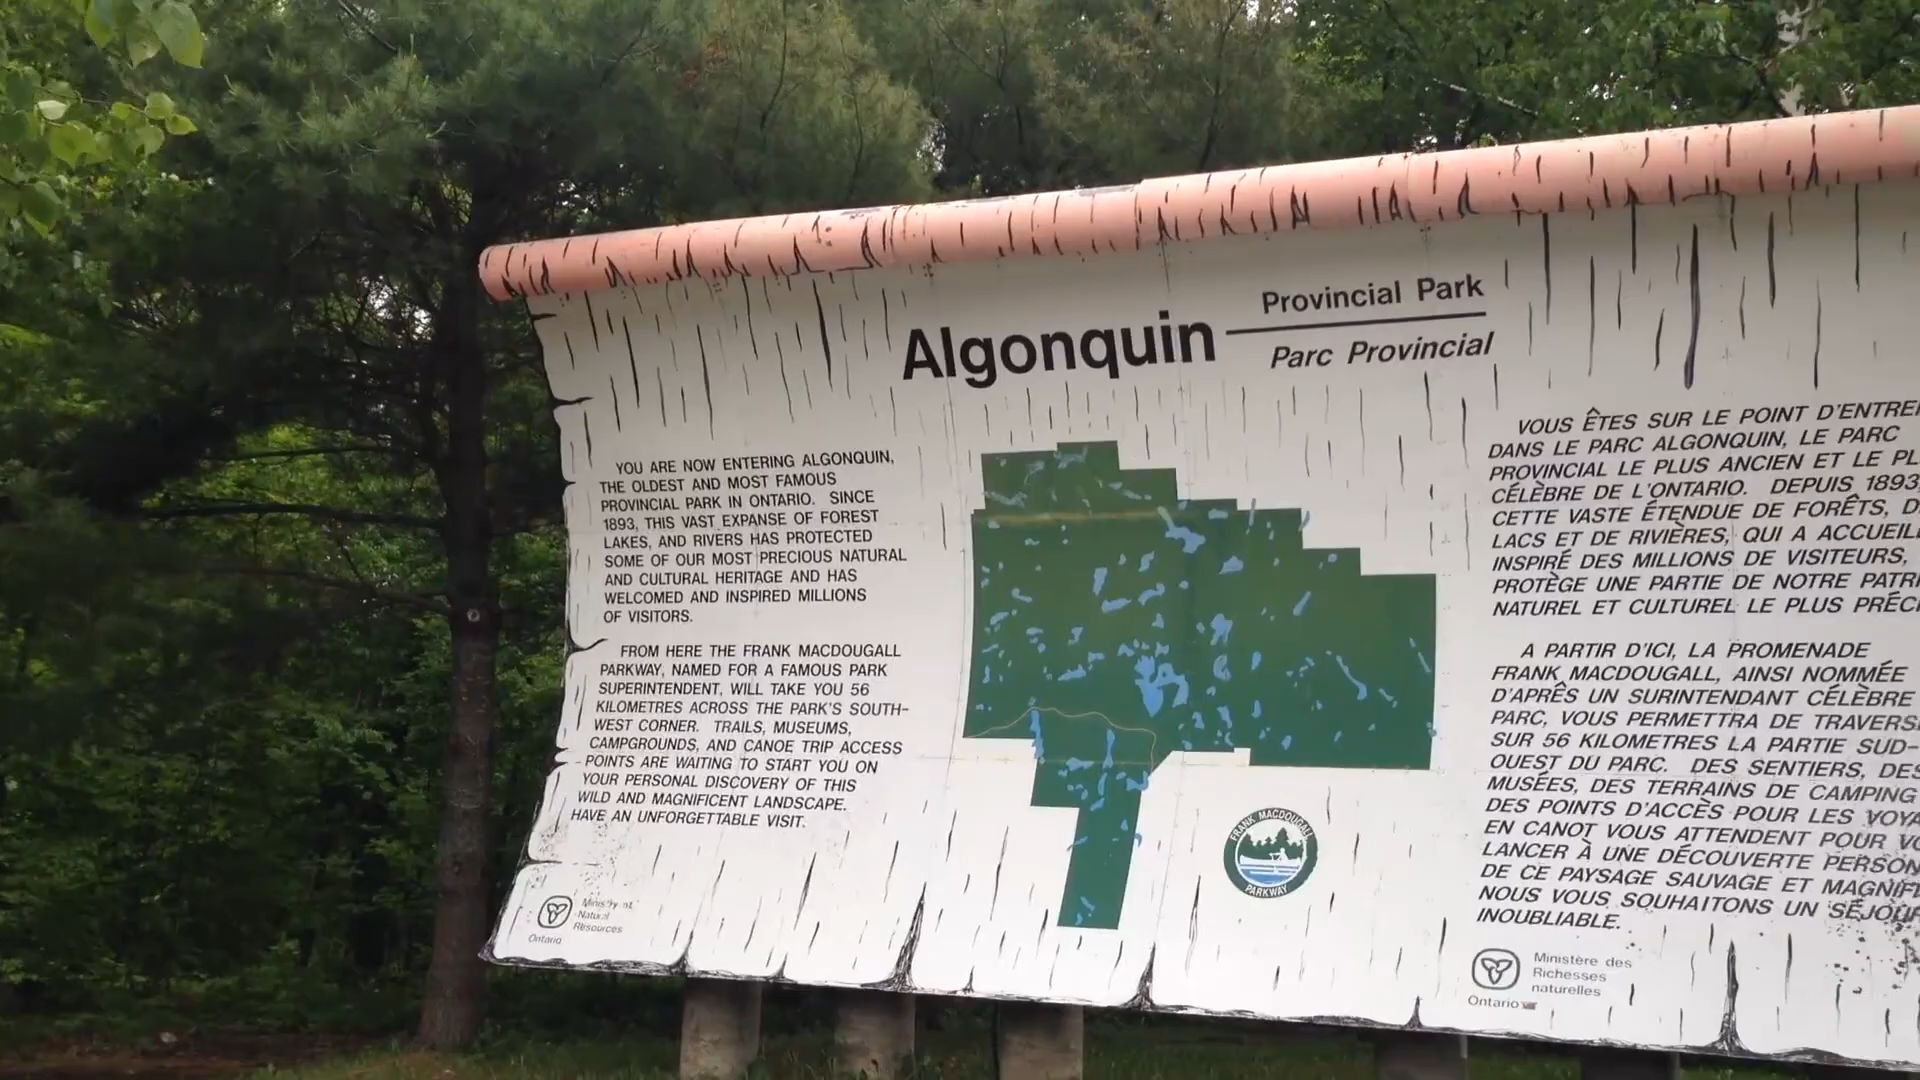 Algonquin
Provincial Park
Parc Provincial
YOU ARE NOW ENTERING ALGONQUIN,
THE OLDEST AND MOST FAMOUS
PROVINCIAL PARK IN ONTARIO. SINCE
1893, THIS VAST EXPANSE OF FOREST
LAKES, AND RIVERS HAS PROTECTED
SOME OF OUR MOST PRECIOUS NATURAL
AND CULTURAL HERITAGE AND HAS
WELCOMED AND INSPIRED MILLIONS
OF VISITORS.
FROM HERE THE FRANK MACDOUGALL
PARKWAY, NAMED FOR A FAMOUS PARK
SUPERINTENDENT, WILL TAKE YOU 56
KILOMETRES ACROSS THE PARK'S SOUTH-
WEST CORNER. TRAILS, MUSEUMS,
CAMPGROUNDS, AND CANOE TRIP ACCESS
POINTS ARE WAITING TO START YOU ON
YOUR PERSONAL DISCOVERY OF THIS
WILD AND MAGNIFICENT LANDSCAPE.
HAVE AN UNFORGETTABLE VISIT.
Ministry of
Natural
Resources
Ontario
FRANK MACDOUGALL
PARKWAY
VOUS ÊTES SUR LE POINT D'ENTRE
DANS LE PARC ALGONQUIN, LE PARC
PROVINCIAL LE PLUS ANCIEN ET LE PL
CÉLÈBRE DE L'ONTARIO. DEPUIS 1893,
CETTE VASTE ÉTENDUE DE FORÊTS, D
LACS ET DE RIVIÈRES, QUI A ACCUEIL
INSPIRÉ DES MILLIONS DE VISITEURS,
PROTÈGE UNE PARTIE DE NOTRE PATRI
NATUREL ET CULTUREL LE PLUS PRÉCI
A PARTIR D'ICI, LA PROMENADE
FRANK MACDOUGALL, AINSI NOMMÉE
D'APRÊS UN SURINTENDANT CÉLÈBRE
PARC, VOUS PERMETTRA DE TRAVERS
SUR 56 KILOMETRES LA PARTIE SUD-
OUEST DU PARC. DES SENTIERS, DES
MUSÉES, DES TERRAINS DE CAMPING
DES POINTS D'ACCÈS POUR LES VOYA
EN CANOT VOUS ATTENDENT POUR VO
LANCER À UNE DÉCOUVERTE PERSON
DE CE PAYSAGE SAUVAGE ET MAGNIF
NOUS VOUS SOUHAITONS UN SÉJOUR
INOUBLIABLE.
Ministère des
Richesses
naturelles
Ontario